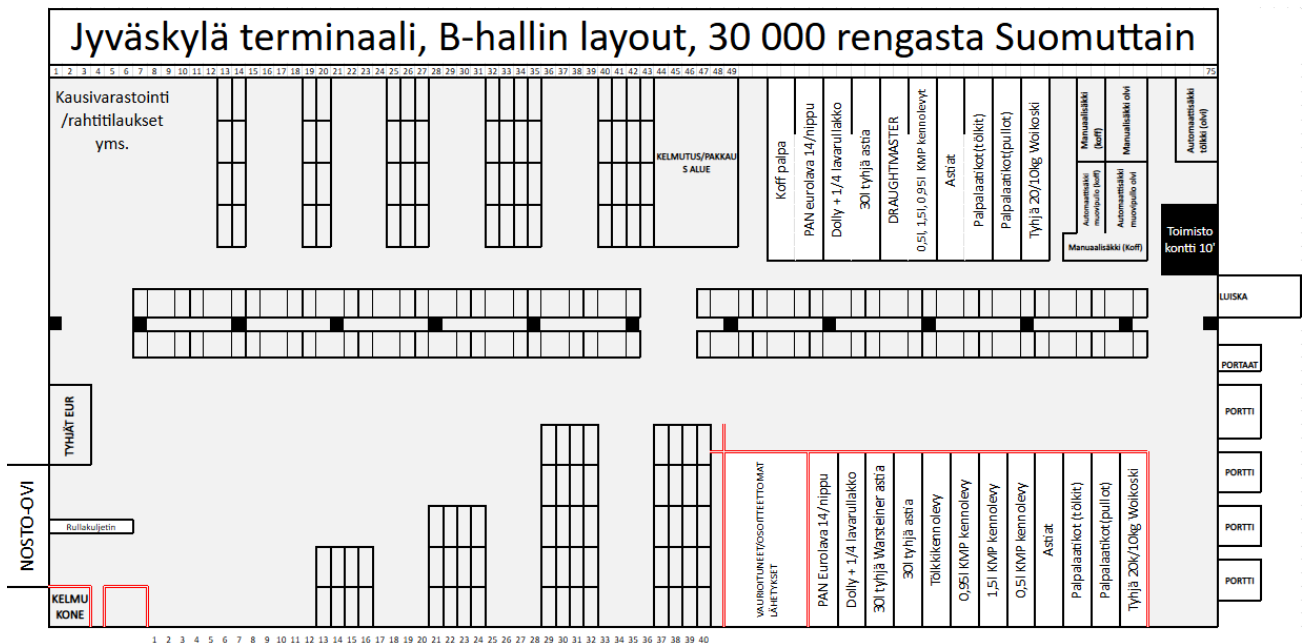 Jyväskylä terminaali, B-hallin layout, 30 000 rengasta Suomuttain
1 2 3 4 5 6 7 8 9 10 11 12 13 14 15 16 17 18 19 20 21 22 23 24 25 26 27 28 29 30 31 32 33 34 35 36 37 38 39 40 41 42 43 44 45 46 47 48 49 75
Kausivarastointi
/rahtitilaukset
yms.
KELMUTUS/PAKKAU
S ALUE
Koff palpa
PAN eurolava 14/nippu
Dolly + 1/4 lavarullakko
30l tyhjä astia
DRAUGHTMASTER
0,5l, 1,5l, 0,95l KMP kennolevyt
Astiat
Palpalaatikot(tölkit)
Palpalaatikot(pullot)
Tyhjä 20/10kg Woikoski
Manuaalisäkki
(koff)
Manualisäkki olvi
Automaattisäkki
muovipullo (koff)
Automaattisäkki olvi
muovipullo
Manuaalisäkki (Koff)
Automaattisäkki
tölkki (olvi)
Toimisto
kontti 10'
LUISKA
PORTAAT
PORTTI
PORTTI
PORTTI
PORTTI
TYHJÄT EUR
NOSTO-OVI
Rullakuljetin
KELMU
KONE
VAURIOITUNEET/OSOITTEETTOMAT
LÄHETYKSET
PAN Eurolava 14/nippu
Dolly + 1/4 lavarullakko
30l tyhjä Warsteiner astia
30l tyhjä astia
Tölkkikennolevy
0,95l KMP kennolevy
1,5l KMP kennolevy
0,5l KMP kennolevy
Astiat
Palpalaatikot (tölkit)
Palpalaatikot(pullot)
Tyhjä 20k/10kg Woikoski
1 2 3 4 5 6 7 8 9 10 11 12 13 14 15 16 17 18 19 20 21 22 23 24 25 26 27 28 29 30 31 32 33 34 35 36 37 38 39 40